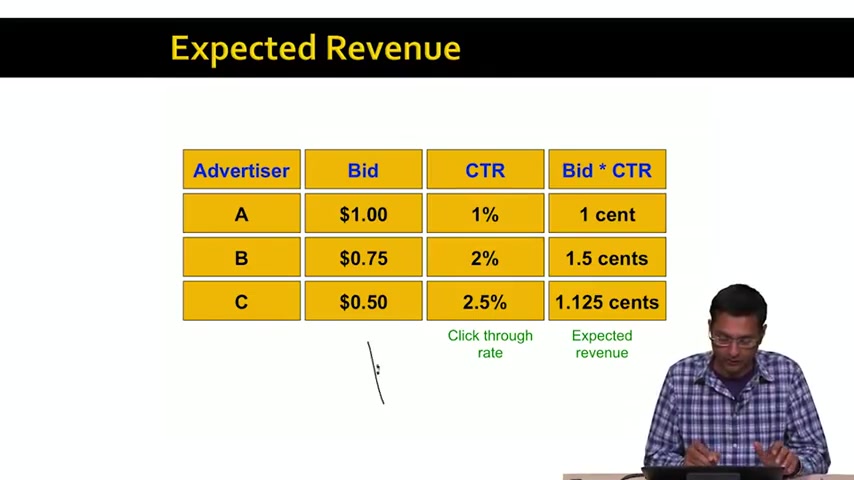 Expected Revenue
Advertiser Bid CTR Bid * CTR
A $1.00 1% 1 cent
B $0.75 2% 1.5 cents
C $0.50 2.5% 1.125 cents
Click through Expected
rate revenue